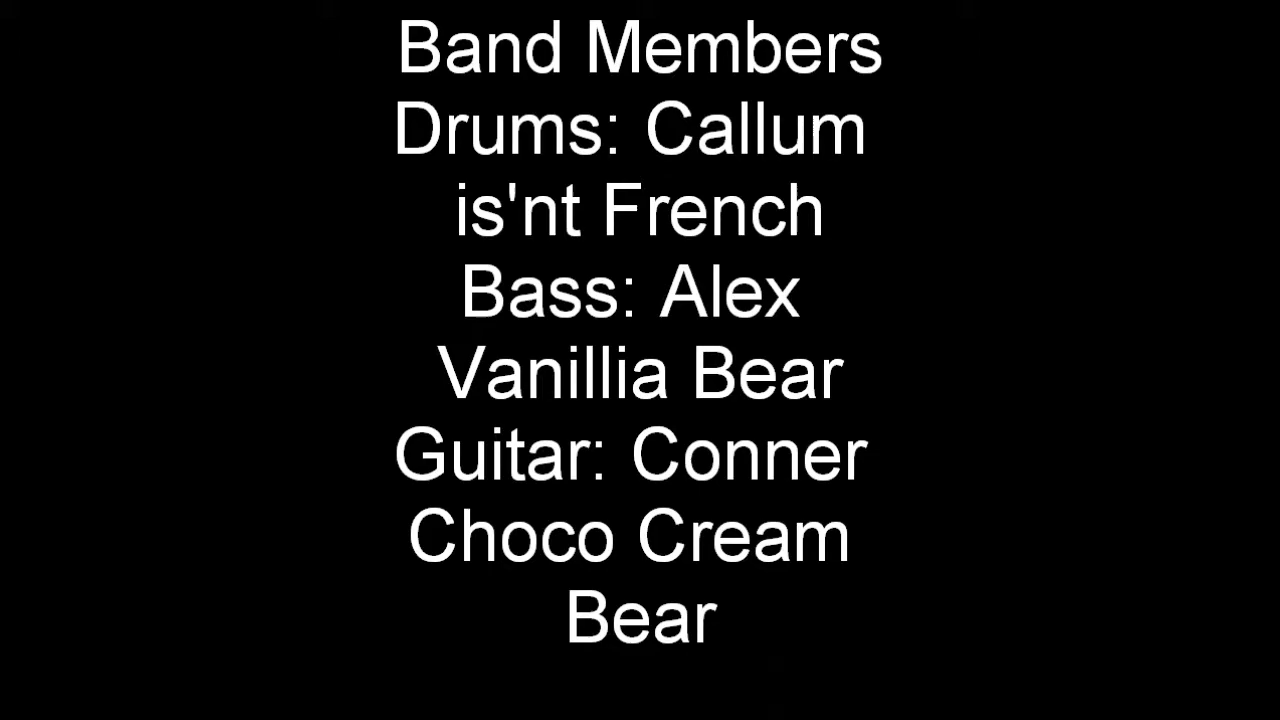 Band Members
Drums: Callum
is'nt French
Bass: Alex
Vanillia Bear
Guitar: Conner
Choco Cream
Bear